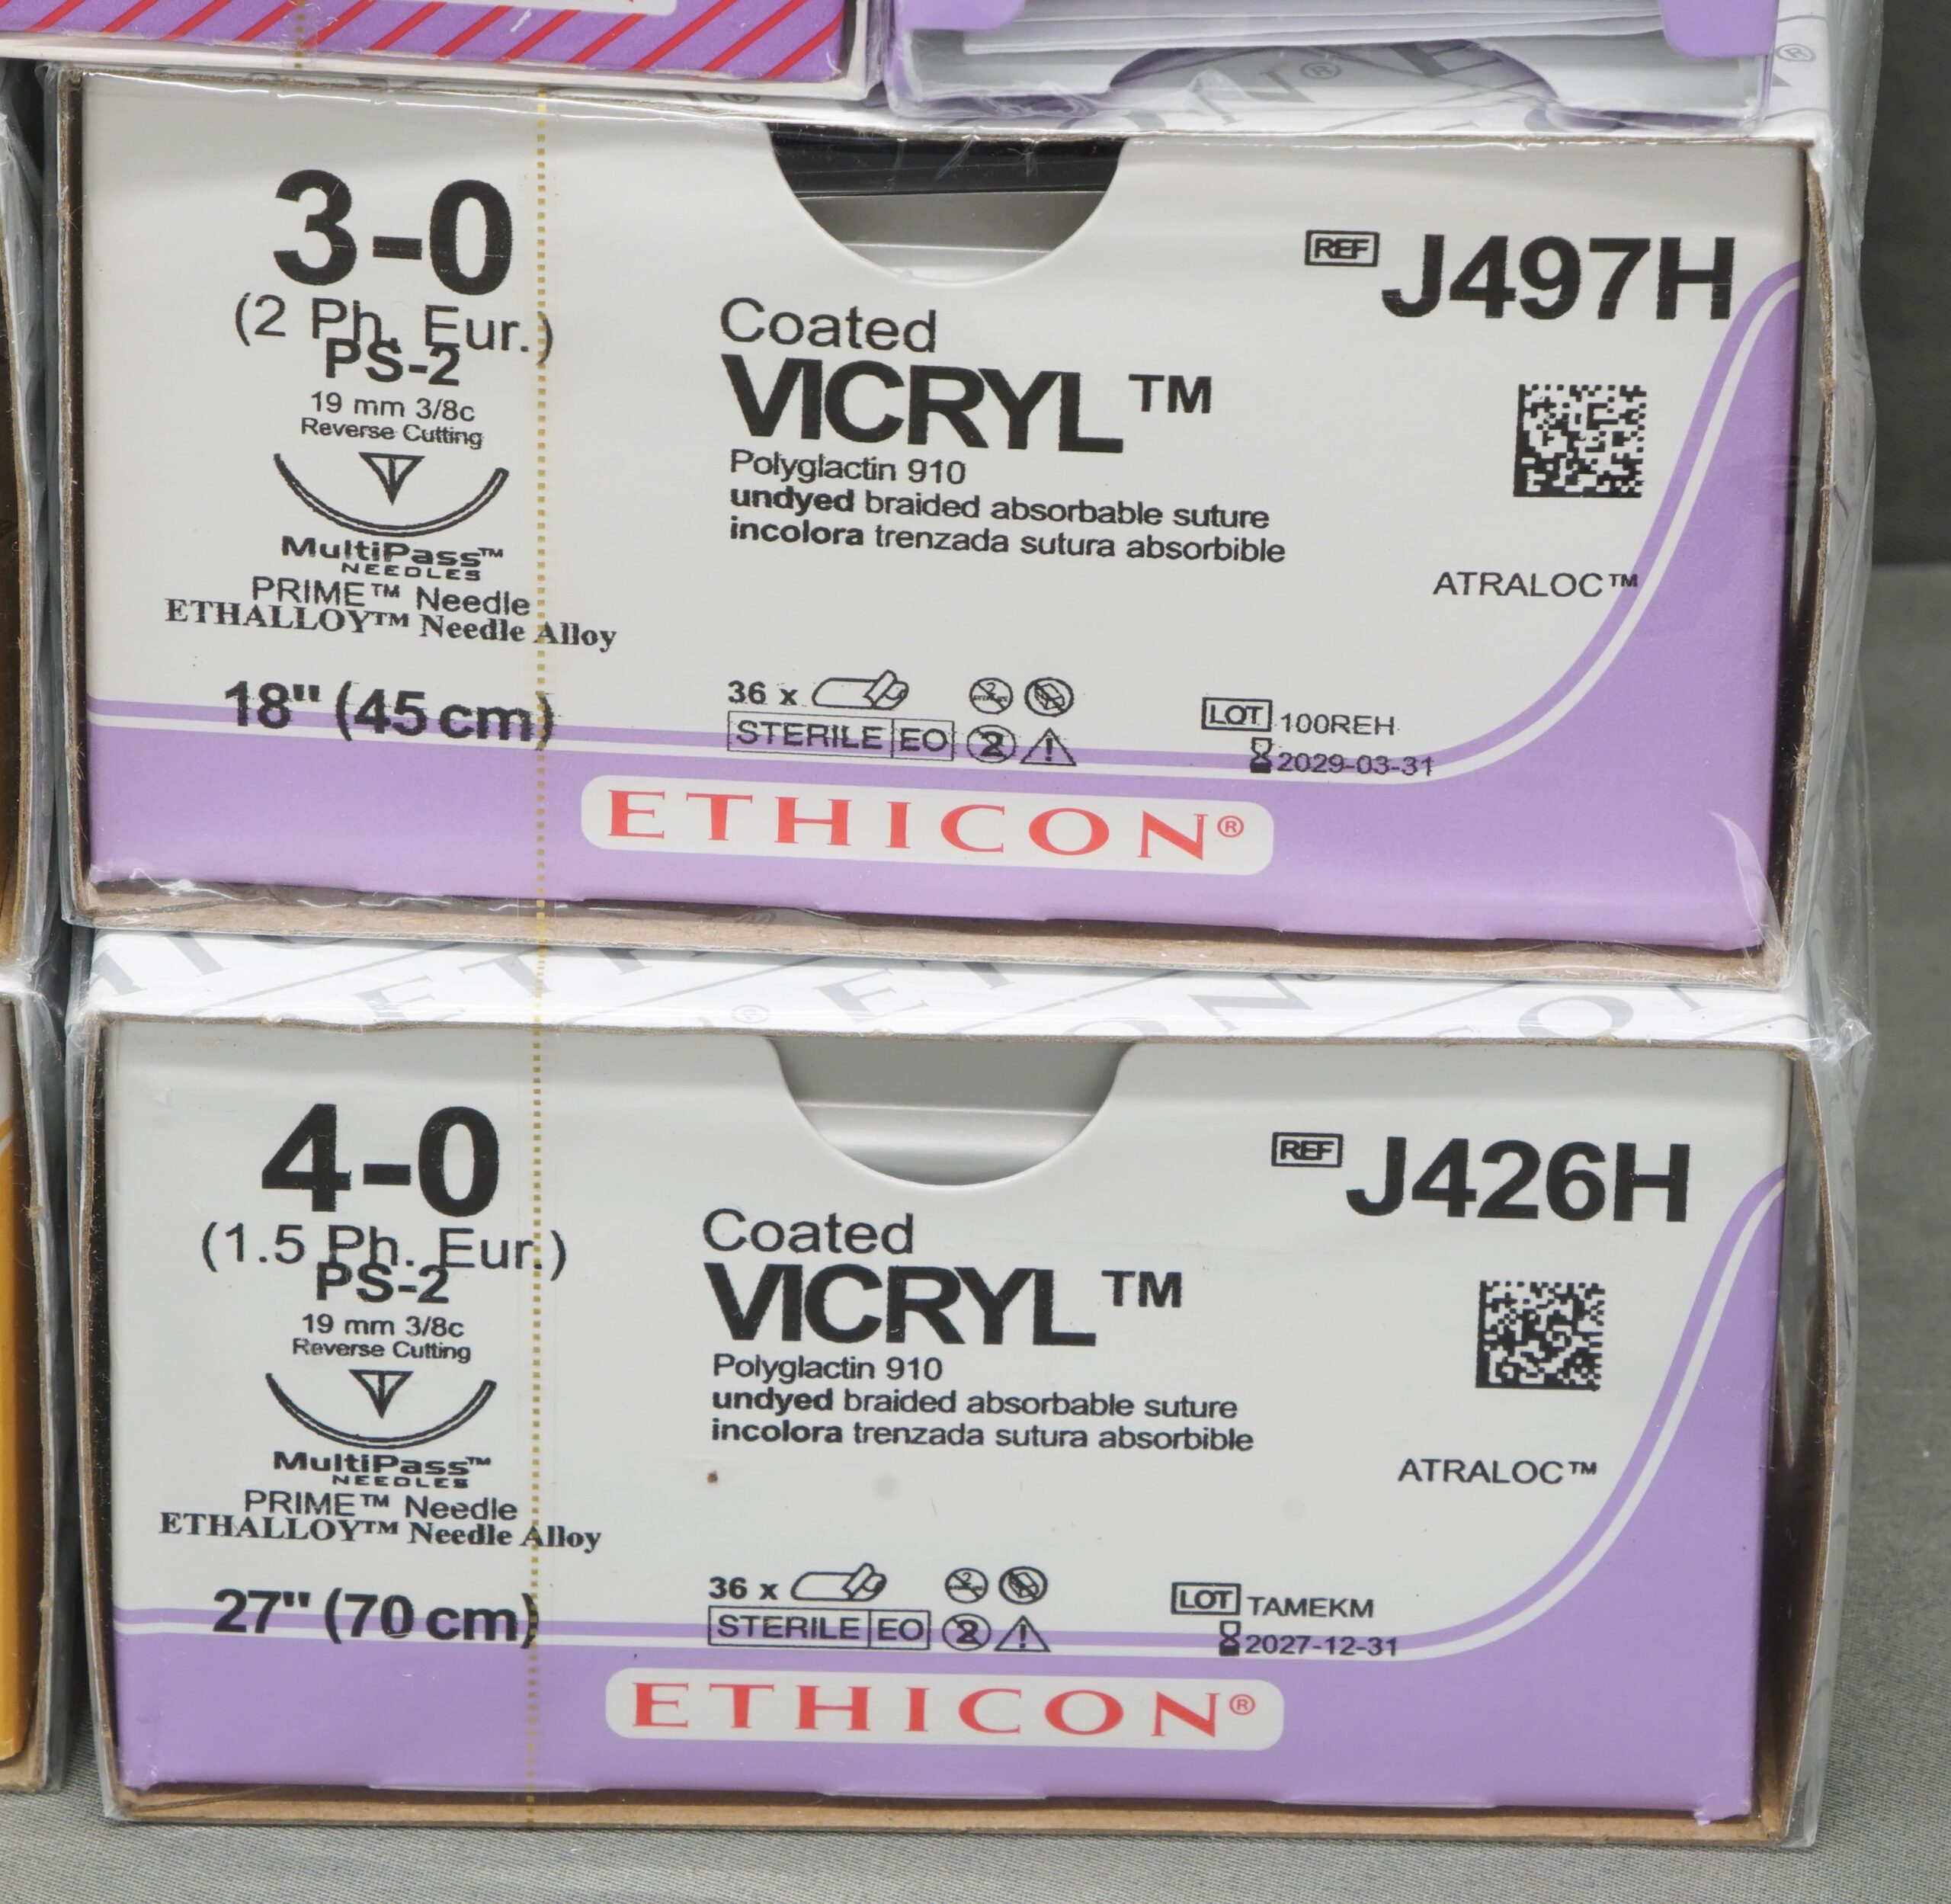 3-0
(2 Ph. Eur.)
PS-2
19 mm 3/8c
Reverse Cutting
MultiPass™
NEEDLES
PRIME™ Needle
ETHALLOY™ Needle Alloy
18" (45 cm)
Coated
VICRYL™
Polyglactin 910
undyed braided absorbable suture
incolora trenzada sutura absorbible
36 x
STERILE EO
2
REF J497H
ATRALOC™
LOT 100REH
2029-03-31
ETHICON®
4-0
(1.5 Ph. Eur.)
PS-2
19 mm 3/8c
Reverse Cutting
MultiPass™
NEEDLES
PRIME™ Needle
ETHALLOY™ Needle Alloy
27" (70 cm)
Coated
VICRYL™
Polyglactin 910
undyed braided absorbable suture
incolora trenzada sutura absorbible
36 x
STERILE EO
2
REF J426H
ATRALOC™
LOT TAMEKM
2027-12-31
ETHICON®